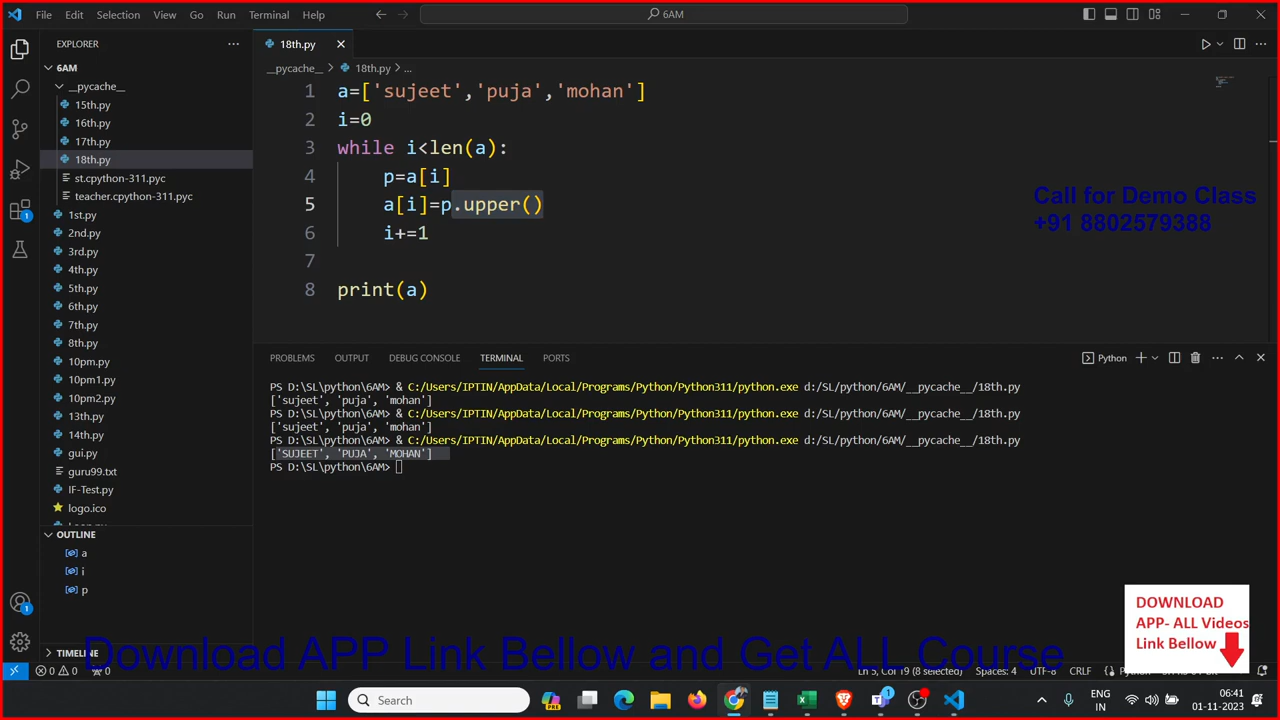 File Edit Selection View Go Run Terminal Help
6AM
EXPLORER
18th.py
6AM
__pycache__
15th.py
16th.py
17th.py
18th.py
st.cpython-311.pyc
teacher.cpython-311.pyc
1st.py
2nd.py
3rd.py
4th.py
5th.py
6th.py
7th.py
8th.py
10pm.py
10pm1.py
10pm2.py
13th.py
14th.py
gui.py
guru99.txt
IF-Test.py
logo.ico
OUTLINE
a
i
p
TIMELINE
__pycache__ > 18th.py > ...
1 a=['sujeet','puja','mohan']
2 i=0
3 while i<len(a):
4 p=a[i]
5 a[i]=p.upper()
6 i+=1
7
8 print(a)
Call for Demo Class
+91 8802579388
PROBLEMS OUTPUT DEBUG CONSOLE TERMINAL PORTS
Python
PS D:\SL\python\6AM> & C:/Users/IPTIN/AppData/Local/Programs/Python/Python311/python.exe d:/SL/python/6AM/__pycache__/18th.py
['sujeet', 'puja', 'mohan']
PS D:\SL\python\6AM> & C:/Users/IPTIN/AppData/Local/Programs/Python/Python311/python.exe d:/SL/python/6AM/__pycache__/18th.py
['sujeet', 'puja', 'mohan']
PS D:\SL\python\6AM> & C:/Users/IPTIN/AppData/Local/Programs/Python/Python311/python.exe d:/SL/python/6AM/__pycache__/18th.py
['SUJEET', 'PUJA', 'MOHAN']
PS D:\SL\python\6AM>
DOWNLOAD
APP- ALL Videos
Link Bellow
Download APP Link Bellow and Get ALL Course
0 0 0 Ln 5, Col 19 (8 selected) Spaces: 4 UTF-8 CRLF Python
Search
PRE
1
ENG
IN
06:41
01-11-2023